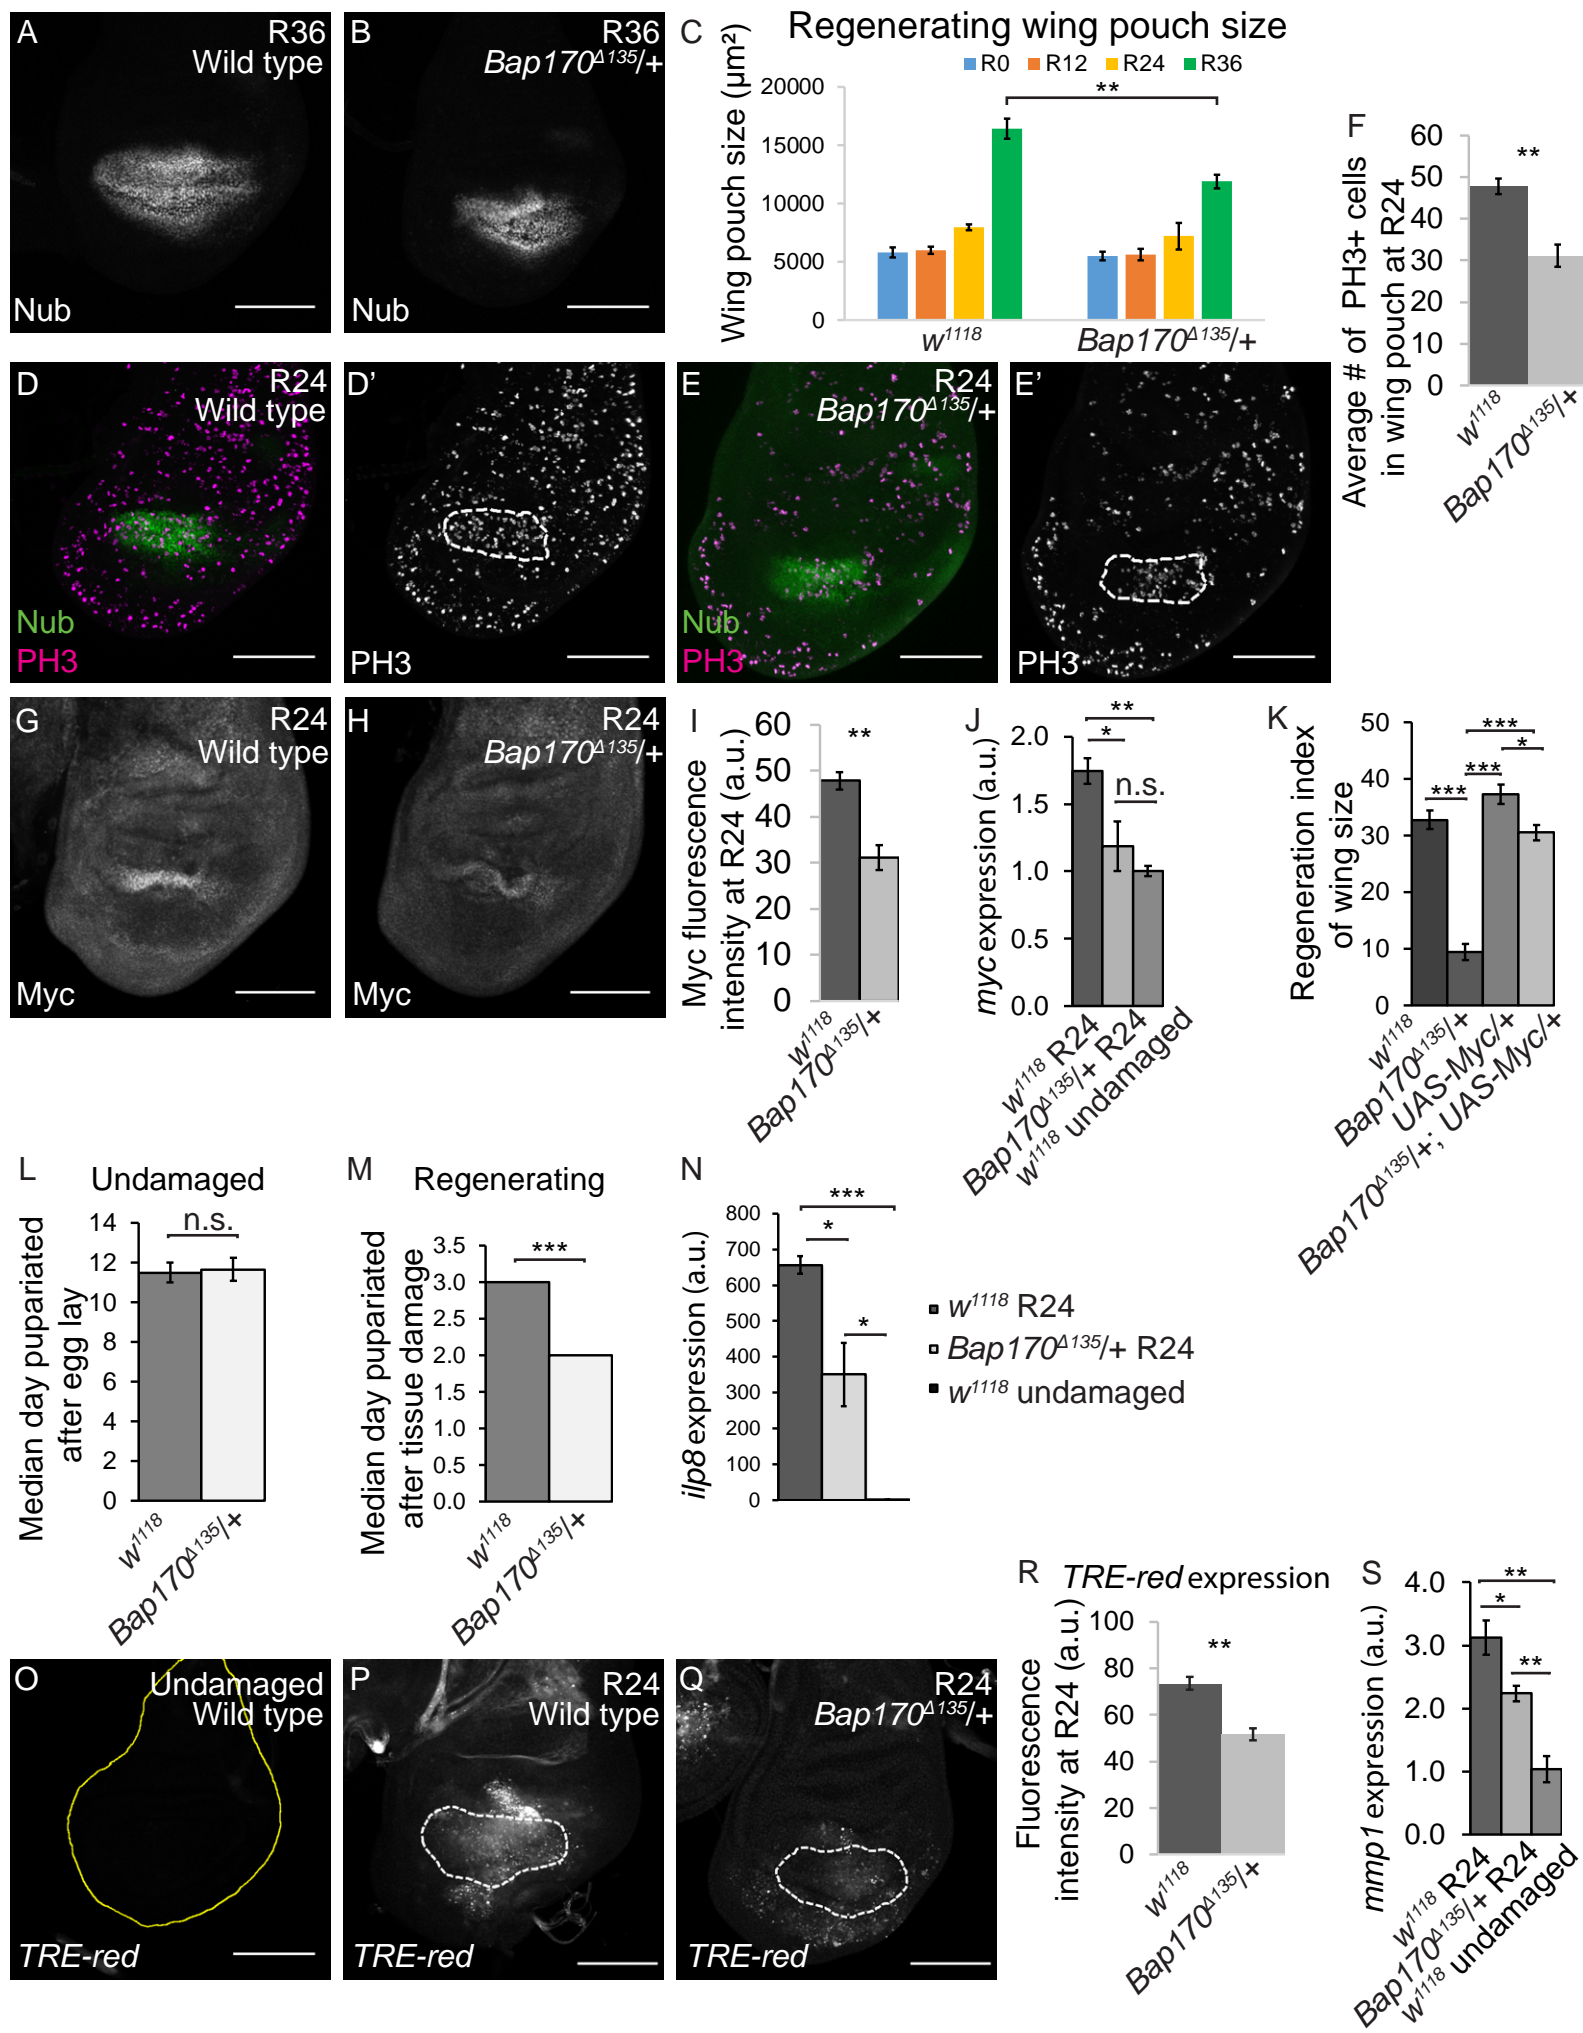 A
R36
Wild type
Nub
B
R36
Bap170Δ135/+
Nub
C
Regenerating wing pouch size
R0 R12 R24 R36
Wing pouch size (µm²)
20000
15000
10000
5000
0
**
w1118
Bap170Δ135/+
F
Average # of PH3+ cells
in wing pouch at R24
60
50
40
30
20
10
0
**
w1118
Bap170Δ135/+
D
R24
Wild type
Nub
PH3
D'
PH3
E
R24
Bap170Δ135/+
Nub
PH3
E'
PH3
G
R24
Wild type
Myc
H
R24
Bap170Δ135/+
Myc
I
Myc fluorescence
intensity at R24 (a.u.)
60
50
40
30
20
10
0
**
w1118
Bap170Δ135/+
J
myc expression (a.u.)
2.0
1.5
1.0
0.5
0.0
**
*
n.s.
w1118 R24
Bap170Δ135/+ R24
w1118 undamaged
K
Regeneration index
of wing size
50
40
30
20
10
0
***
*
***
***
w1118
Bap170Δ135/+
UAS-Myc/+
Bap170Δ135/+; UAS-Myc/+
L
Undamaged
Median day pupariated
after egg lay
14
12
10
8
6
4
2
0
n.s.
w1118
Bap170Δ135/+
M
Regenerating
Median day pupariated
after tissue damage
3.5
3.0
2.5
2.0
1.5
1.0
0.5
0.0
***
w1118
Bap170Δ135/+
N
ilp8 expression (a.u.)
800
700
600
500
400
300
200
100
0
***
*
*
w1118 R24
Bap170Δ135/+ R24
w1118 undamaged
O
Undamaged
Wild type
TRE-red
P
R24
Wild type
TRE-red
Q
R24
Bap170Δ135/+
TRE-red
R
TRE-red expression
Fluorescence
intensity at R24 (a.u.)
100
80
60
40
20
0
**
w1118
Bap170Δ135/+
S
mmp1 expression (a.u.)
4.0
3.0
2.0
1.0
0.0
**
*
**
w1118 R24
Bap170Δ135/+ R24
w1118 undamaged